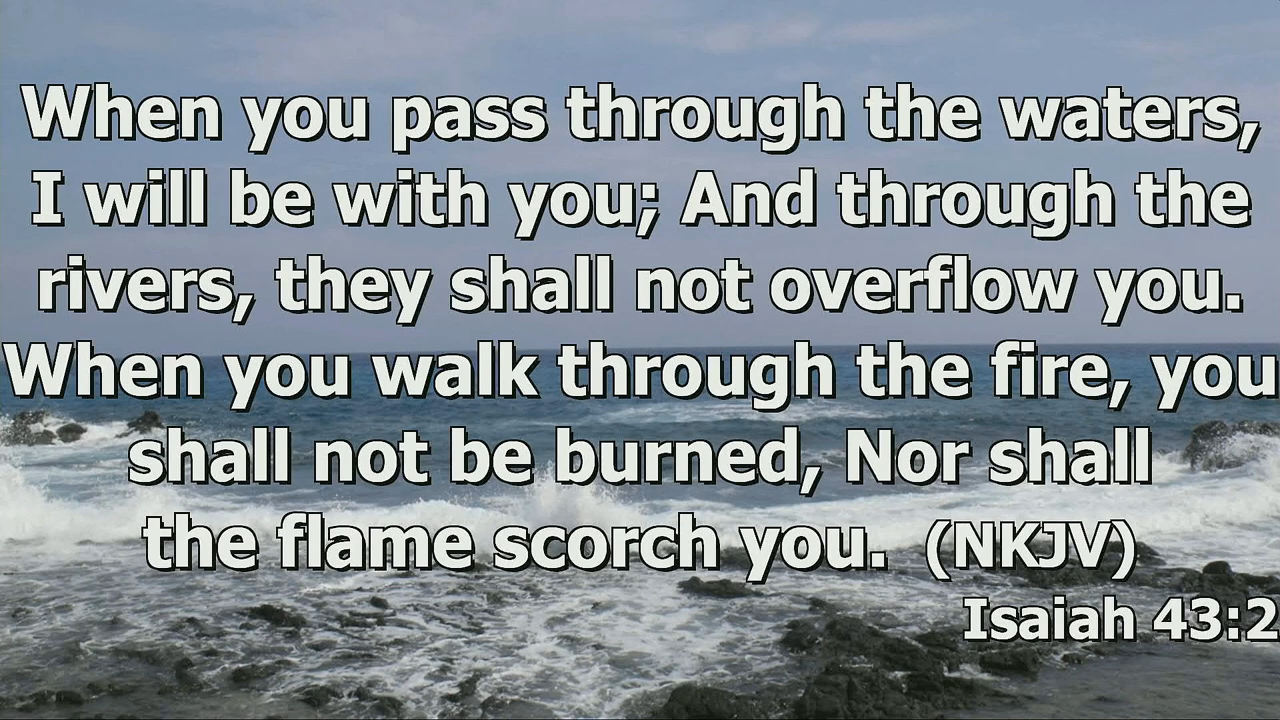 When you pass through the waters,
I will be with you; And through the
rivers, they shall not overflow you.
When you walk through the fire, you
shall not be burned, Nor shall
the flame scorch you.  (NKJV)
Isaiah 43:2